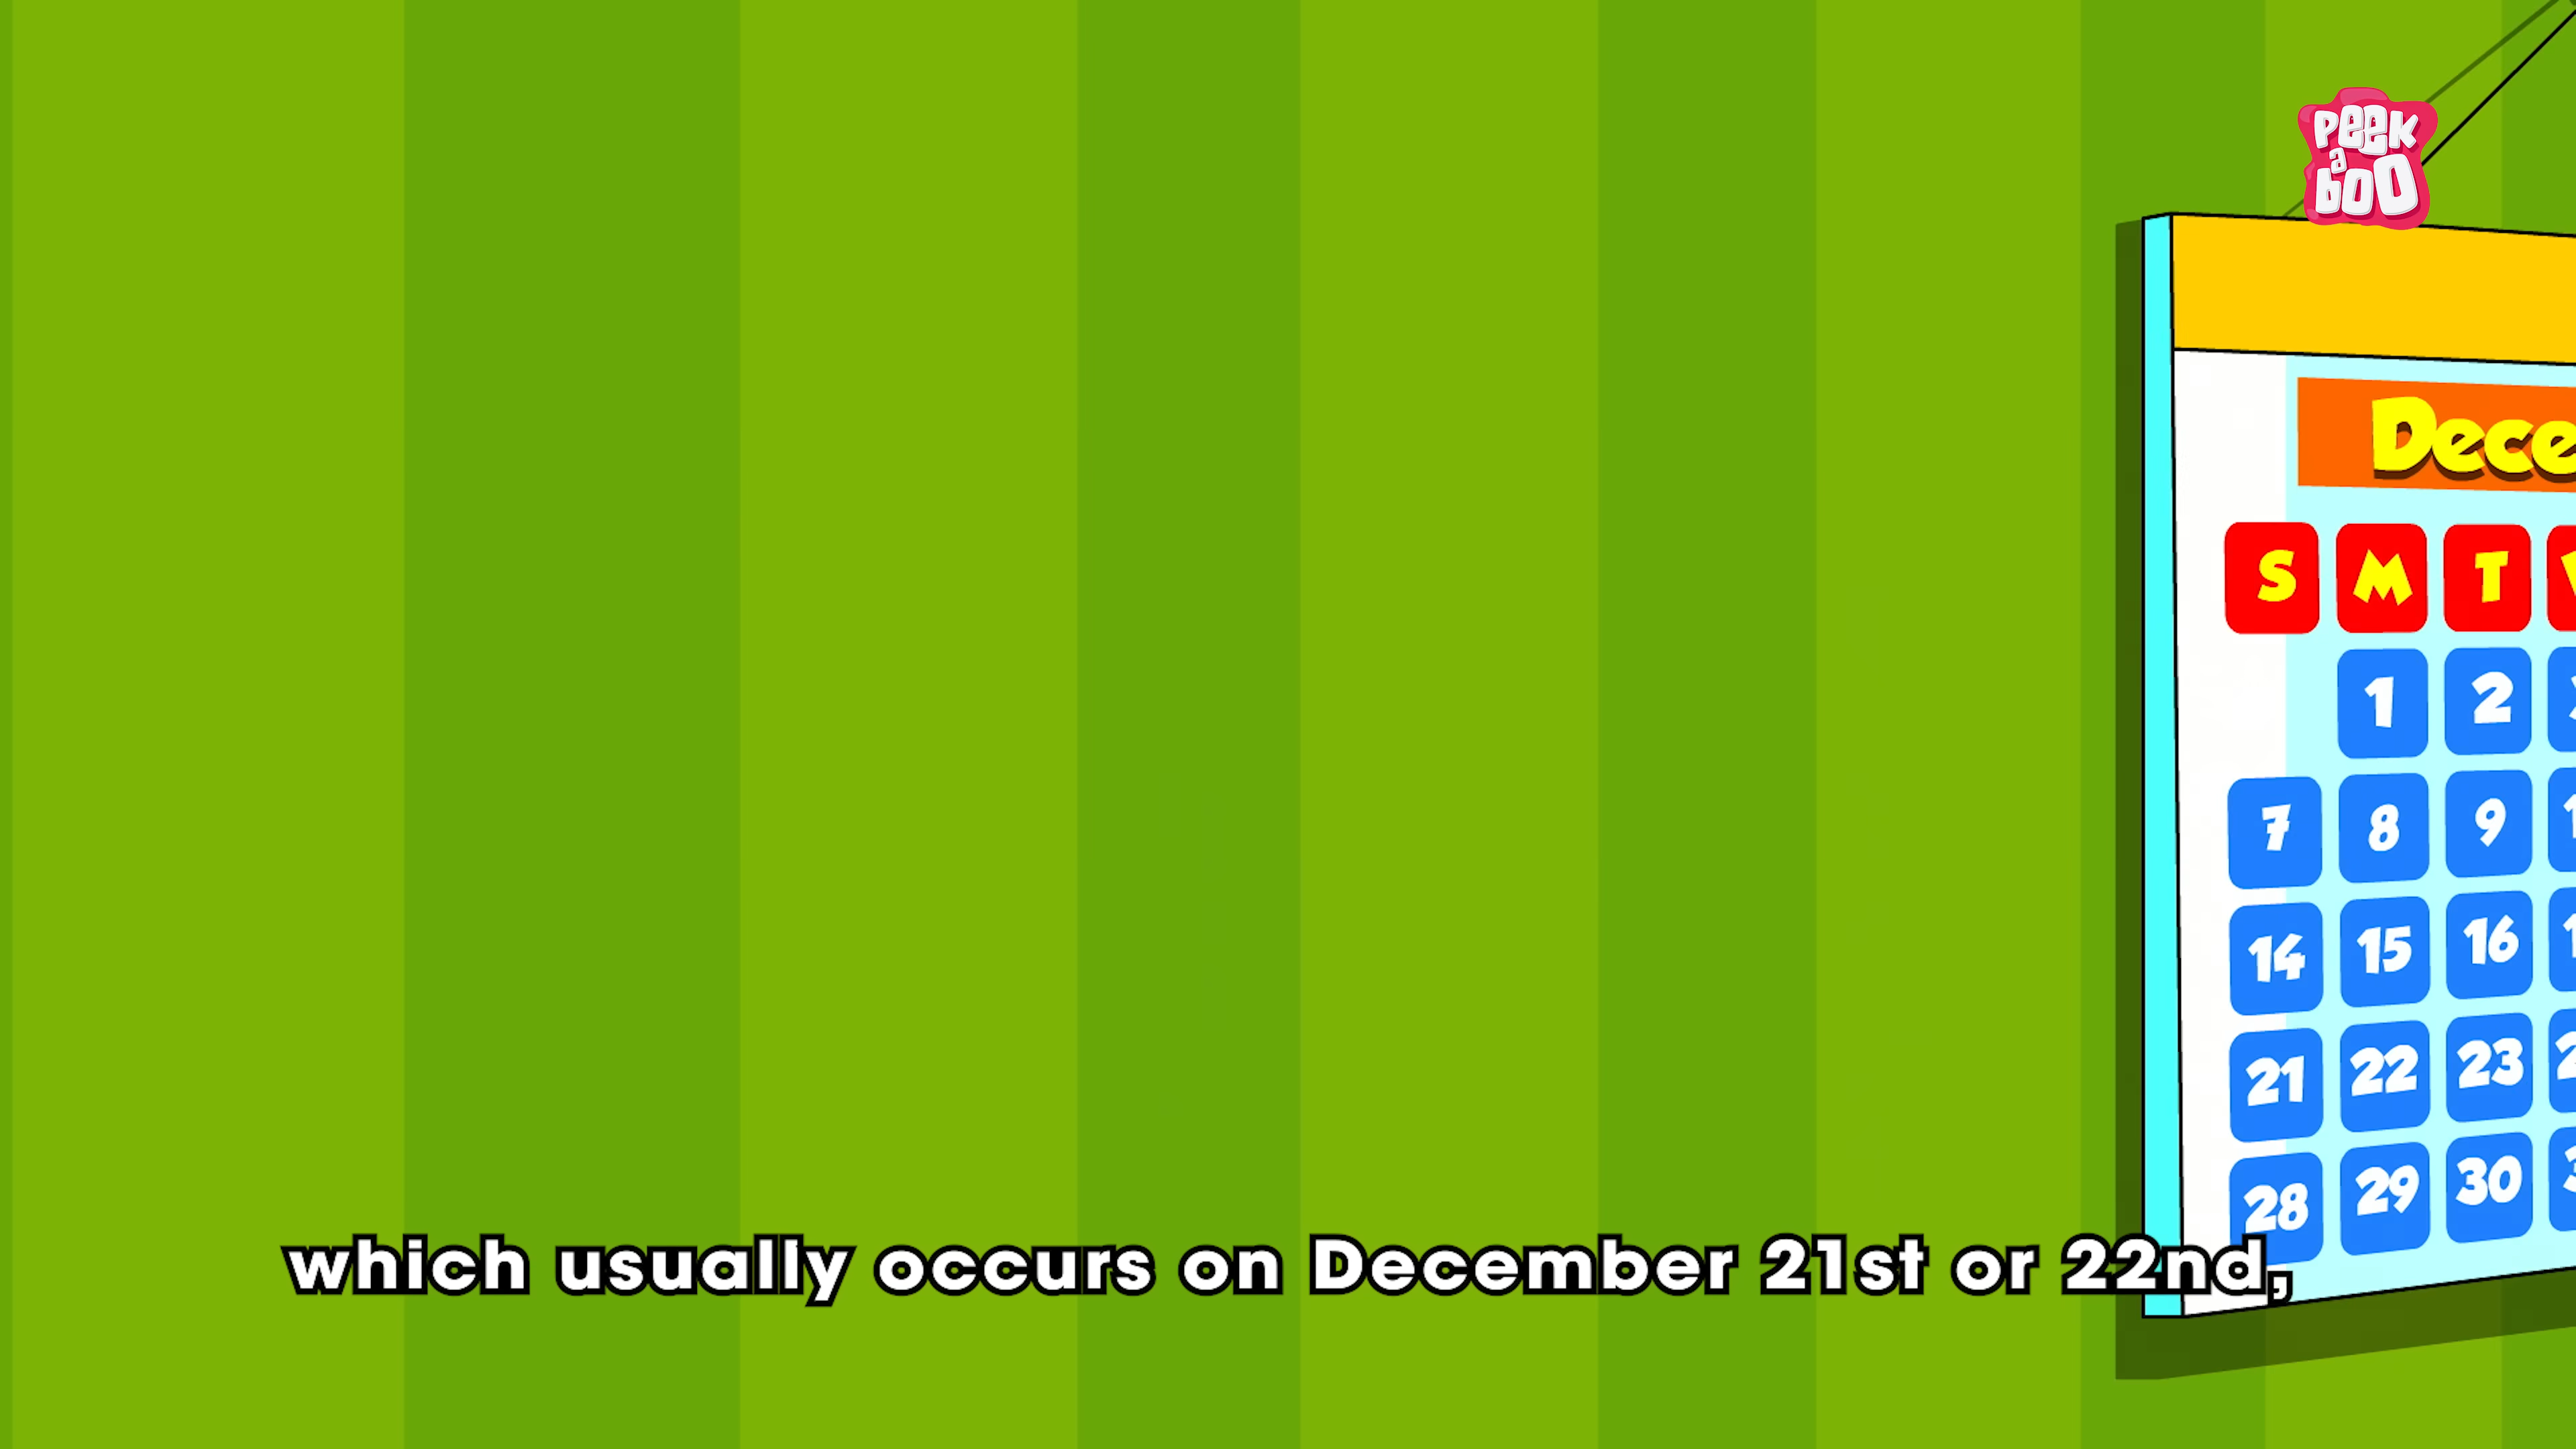 PEEK
a
bOO
Dece
S M T
1 2
7 8 9
14 15 16
21 22 23
28 29 30
which usually occurs on December 21st or 22nd,